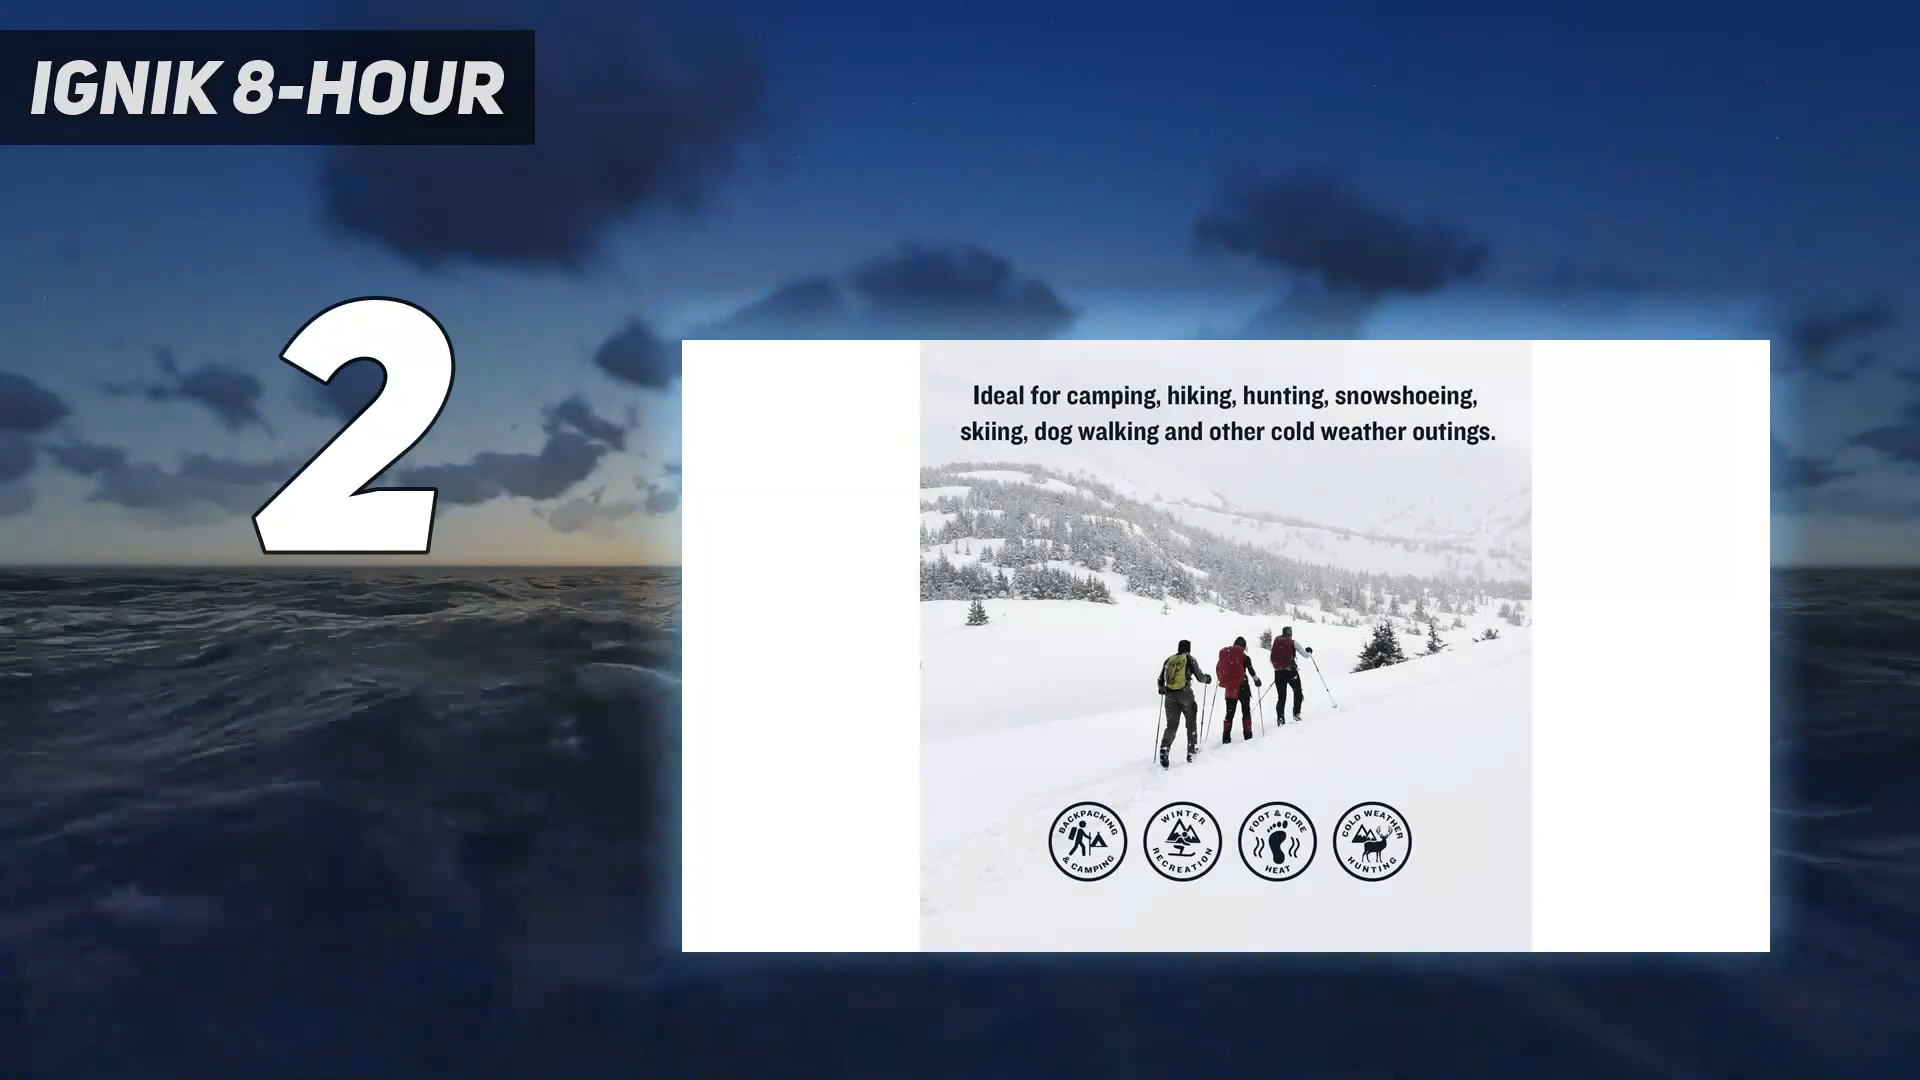 IGNIK 8-HOUR
2
Ideal for camping, hiking, hunting, snowshoeing,
skiing, dog walking and other cold weather outings.
BACKPACKING
& CAMPING
WINTER
RECREATION
FOOT & CORE
HEAT
COLD WEATHER
HUNTING